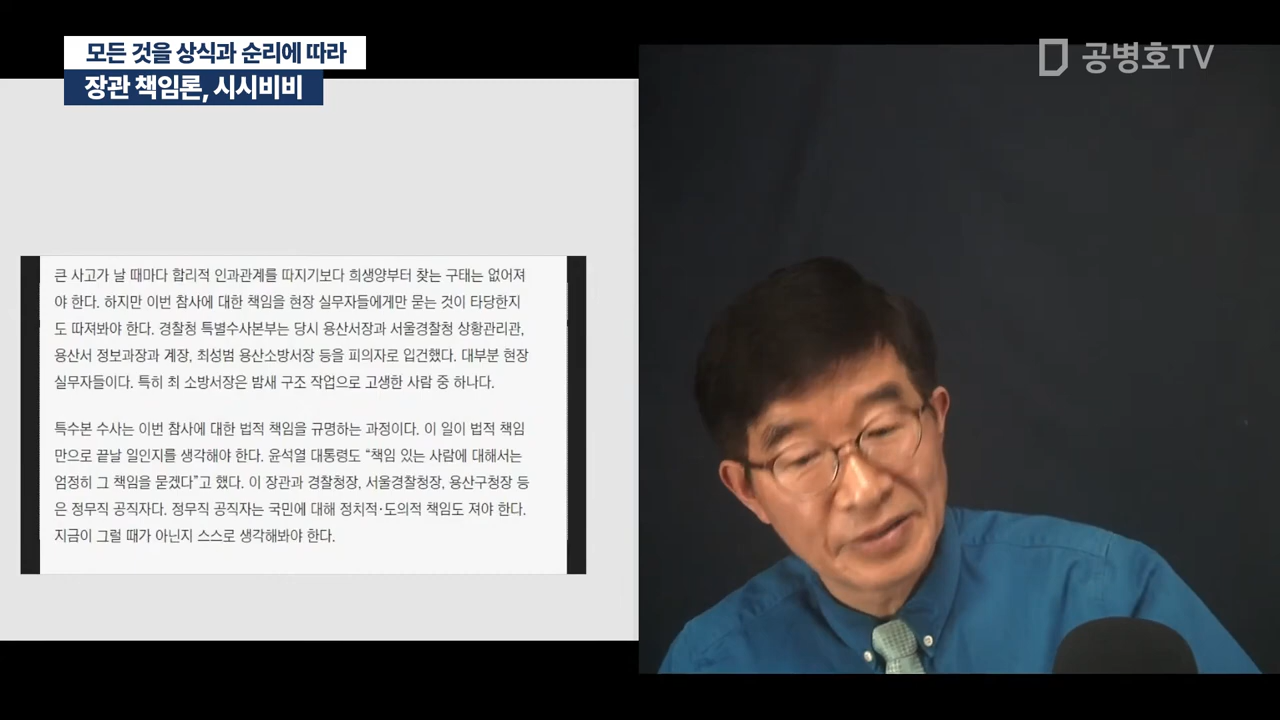 모든 것을 상식과 순리에 따라
장관 책임론, 시시비비
공병호TV
큰 사고가 날 때마다 합리적 인과관계를 따지기보다 희생양부터 찾는 구태는 없어져
야 한다. 하지만 이번 참사에 대한 책임을 현장 실무자들에게만 묻는 것이 타당한지
도 따져봐야 한다. 경찰청 특별수사본부는 당시 용산서장과 서울경찰청 상황관리관,
용산서 정보과장과 계장, 최성범 용산소방서장 등을 피의자로 입건했다. 대부분 현장
실무자들이다. 특히 최 소방서장은 밤새 구조 작업으로 고생한 사람 중 하나다.
특수본 수사는 이번 참사에 대한 법적 책임을 규명하는 과정이다. 이 일이 법적 책임
만으로 끝날 일인지를 생각해야 한다. 윤석열 대통령도 “책임 있는 사람에 대해서는
엄정히 그 책임을 묻겠다”고 했다. 이 장관과 경찰청장, 서울경찰청장, 용산구청장 등
은 정무직 공직자다. 정무직 공직자는 국민에 대해 정치적·도의적 책임도 져야 한다.
지금이 그럴 때가 아닌지 스스로 생각해봐야 한다.